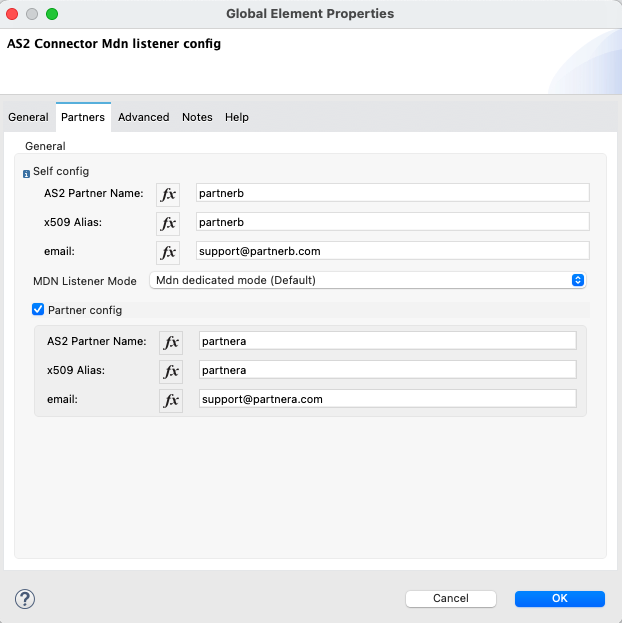 Global Element Properties
AS2 Connector Mdn listener config
General Partners Advanced Notes Help
General
Self config
AS2 Partner Name: fx partnerb
x509 Alias: fx partnerb
email: fx support@partnerb.com
MDN Listener Mode Mdn dedicated mode (Default)
Partner config
AS2 Partner Name: fx partnera
x509 Alias: fx partnera
email: fx support@partnera.com
? Cancel OK